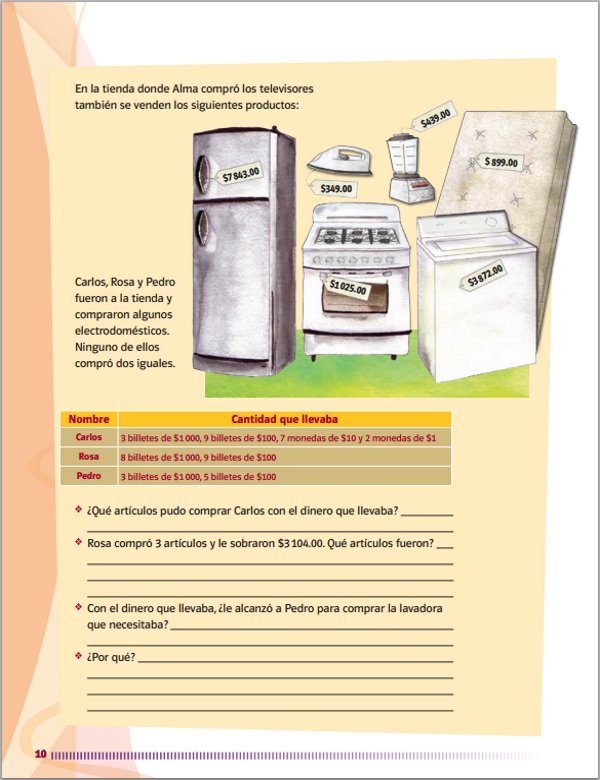 En la tienda donde Alma compró los televisores
también se venden los siguientes productos:
$439.00
$7 843.00
$349.00
$ 899.00
$1 025.00
$3 872.00
Carlos, Rosa y Pedro
fueron a la tienda y
compraron algunos
electrodomésticos.
Ninguno de ellos
compró dos iguales.
Nombre Cantidad que llevaba
Carlos 3 billetes de $1 000, 9 billetes de $100, 7 monedas de $10 y 2 monedas de $1
Rosa 8 billetes de $1 000, 9 billetes de $100
Pedro 3 billetes de $1 000, 5 billetes de $100
❖ ¿Qué artículos pudo comprar Carlos con el dinero que llevaba?
❖ Rosa compró 3 artículos y le sobraron $3 104.00. Qué artículos fueron?
❖ Con el dinero que llevaba, ¿le alcanzó a Pedro para comprar la lavadora
que necesitaba?
❖ ¿Por qué?
10